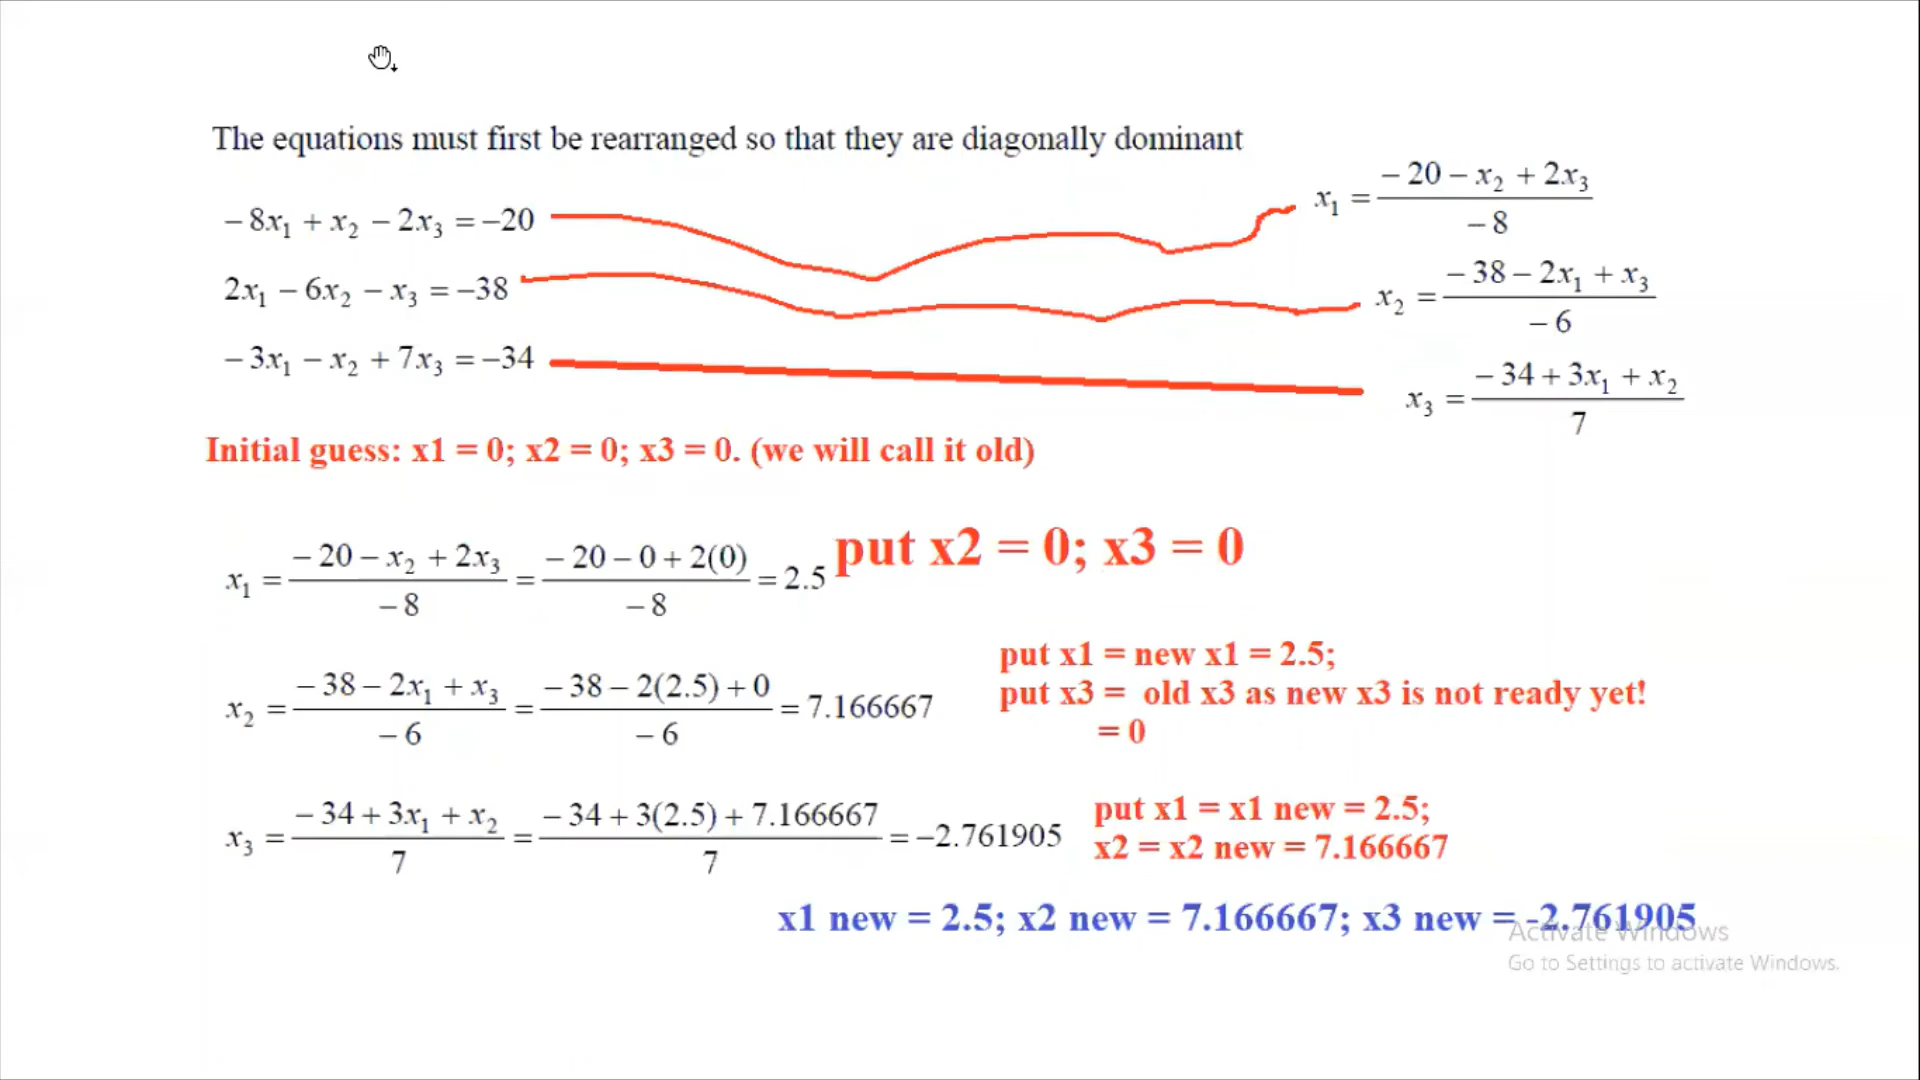 The equations must first be rearranged so that they are diagonally dominant
−8x₁ + x₂ − 2x₃ = −20
x₁ = (−20 − x₂ + 2x₃) / −8
2x₁ − 6x₂ − x₃ = −38
x₂ = (−38 − 2x₁ + x₃) / −6
−3x₁ − x₂ + 7x₃ = −34
x₃ = (−34 + 3x₁ + x₂) / 7
Initial guess: x1 = 0; x2 = 0; x3 = 0. (we will call it old)
x₁ = (−20 − x₂ + 2x₃) / −8 = (−20 − 0 + 2(0)) / −8 = 2.5
put x2 = 0; x3 = 0
x₂ = (−38 − 2x₁ + x₃) / −6 = (−38 − 2(2.5) + 0) / −6 = 7.166667
put x1 = new x1 = 2.5;
put x3 = old x3 as new x3 is not ready yet!
= 0
x₃ = (−34 + 3x₁ + x₂) / 7 = (−34 + 3(2.5) + 7.166667) / 7 = −2.761905
put x1 = x1 new = 2.5;
x2 = x2 new = 7.166667
x1 new = 2.5; x2 new = 7.166667; x3 new = -2.761905
Activate Windows
Go to Settings to activate Windows.